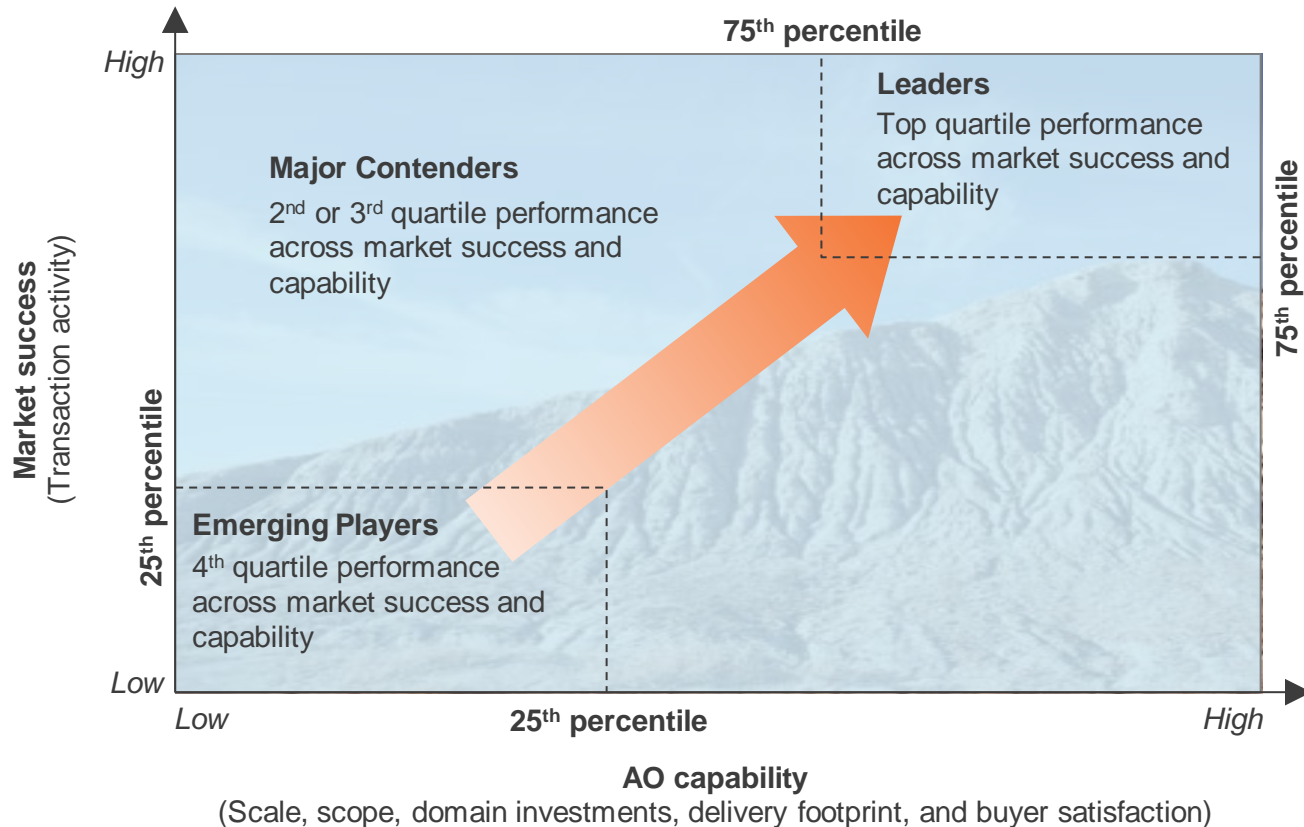 75th percentile
High
Leaders
Top quartile performance
across market success and
capability
Major Contenders
2nd or 3rd quartile performance
across market success and
capability
75th percentile
Market success
(Transaction activity)
25th percentile
Emerging Players
4th quartile performance
across market success and
capability
Low
Low
25th percentile
High
AO capability
(Scale, scope, domain investments, delivery footprint, and buyer satisfaction)